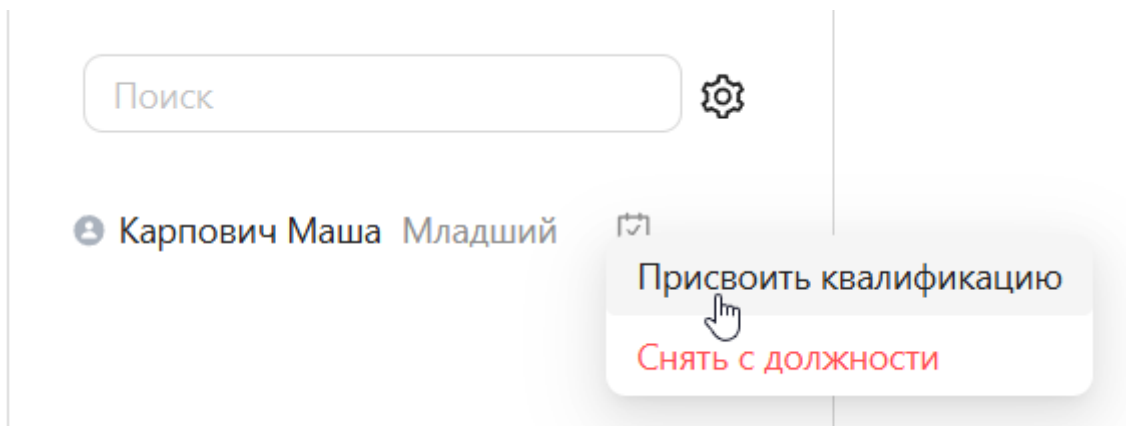 Поиск
Карпович Маша Младший
Присвоить квалификацию
Снять с должности